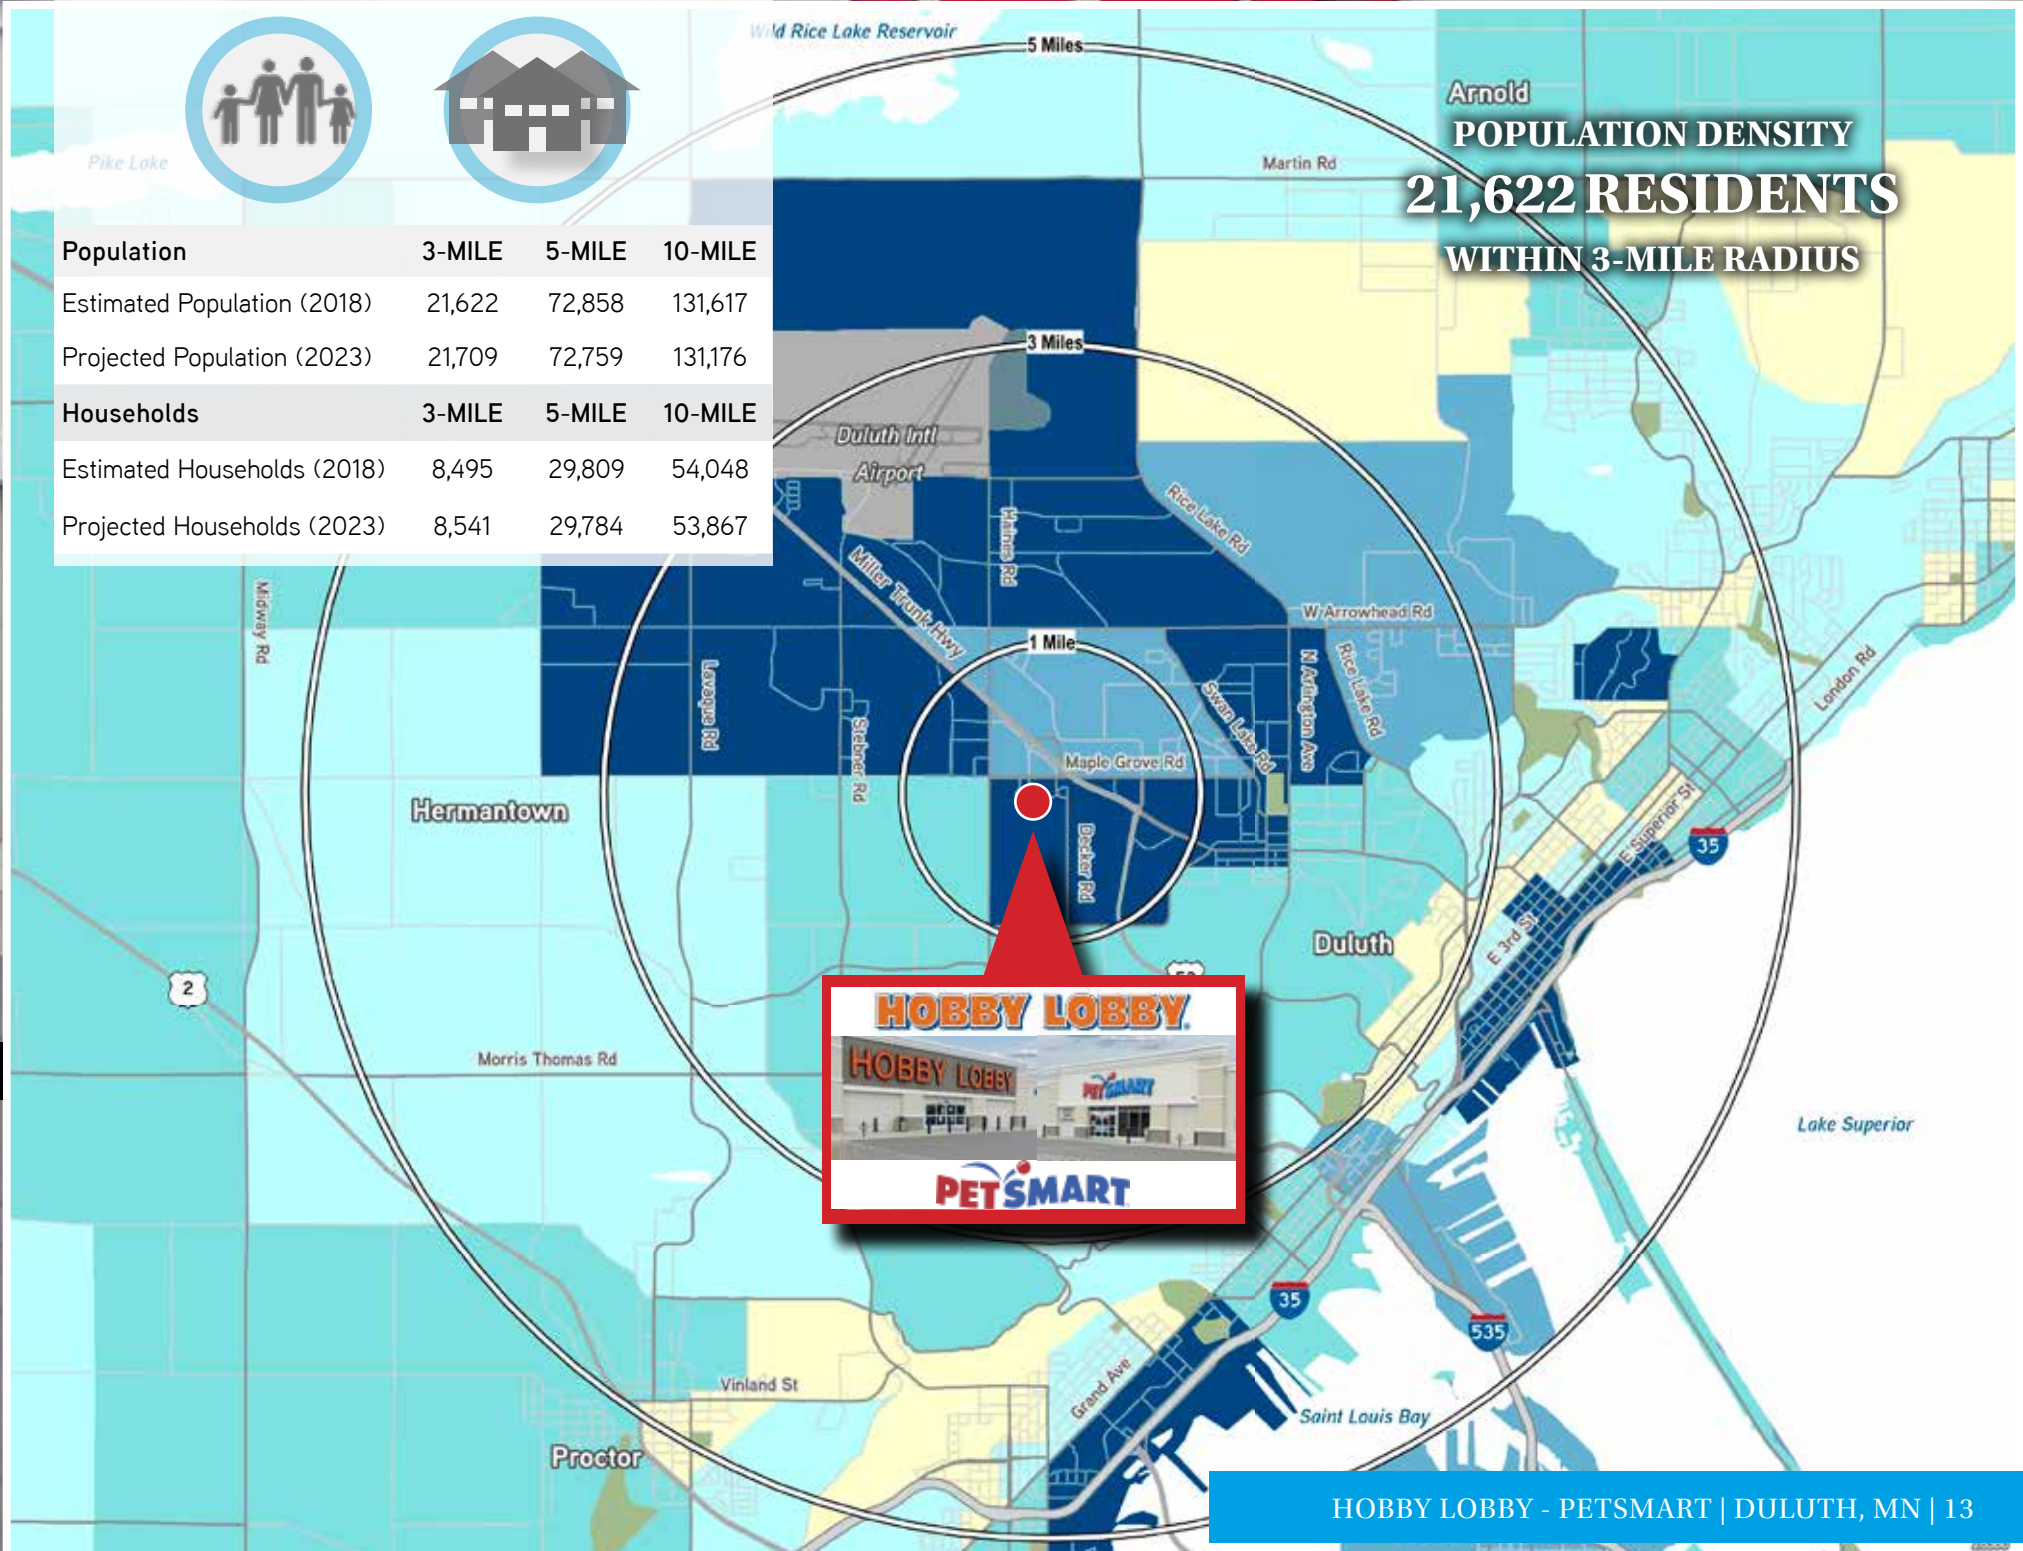 Wild Rice Lake Reservoir
5 Miles
Arnold
POPULATION DENSITY
21,622 RESIDENTS
WITHIN 3-MILE RADIUS
Pike Lake
Martin Rd
Population 3-MILE 5-MILE 10-MILE
Estimated Population (2018) 21,622 72,858 131,617
Projected Population (2023) 21,709 72,759 131,176
Households 3-MILE 5-MILE 10-MILE
Estimated Households (2018) 8,495 29,809 54,048
Projected Households (2023) 8,541 29,784 53,867
3 Miles
Duluth Intl
Airport
Haines Rd
Rice Lake Rd
Miller Trunk Hwy
W Arrowhead Rd
Midway Rd
1 Mile
Lavaque Rd
Stebner Rd
Swan Lake Rd
N Arlington Ave
Rice Lake Rd
London Rd
Maple Grove Rd
Hermantown
Decker Rd
E Superior St
35
E 3rd St
Duluth
2
HOBBY LOBBY
HOBBY LOBBY
PETSMART
PETSMART
Morris Thomas Rd
Lake Superior
35
535
Vinland St
Grand Ave
Saint Louis Bay
Proctor
HOBBY LOBBY - PETSMART | DULUTH, MN | 13